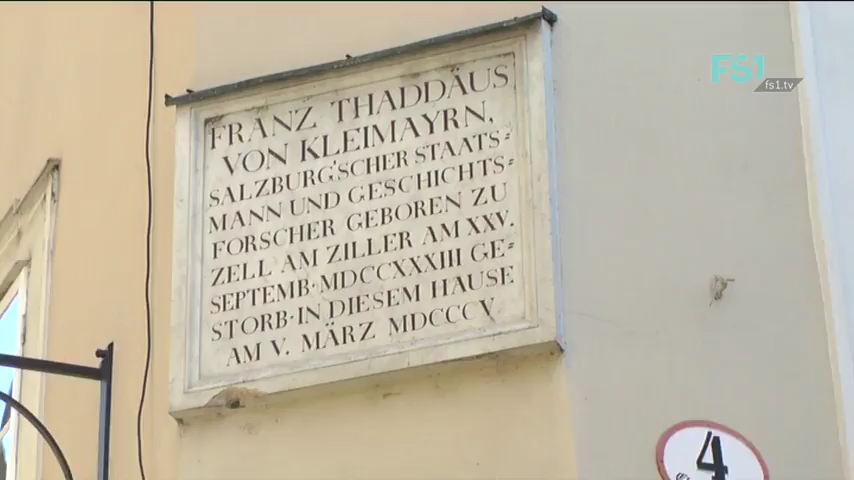 FS1
fs1.tv
FRANZ THADDÄUS
VON KLEIMAYRN,
SALZBURG'SCHER STAATS=
MANN UND GESCHICHTS=
FORSCHER GEBOREN ZU
ZELL AM ZILLER AM XXV.
SEPTEMB· MDCCXXXIII GE=
STORB· IN DIESEM HAUSE
AM V. MÄRZ MDCCCV
4